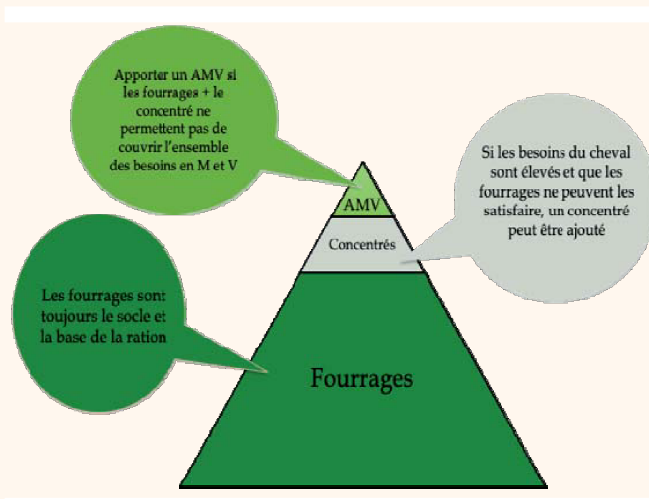 Apporter un AMV si
les fourrages + le
concentré ne
permettent pas de
couvrir l'ensemble
des besoins en M et V
Si les besoins du cheval
sont élevés et que les
fourrages ne peuvent les
satisfaire, un concentré
peut être ajouté
AMV
Concentrés
Les fourrages sont
toujours le socle et
la base de la ration
Fourrages